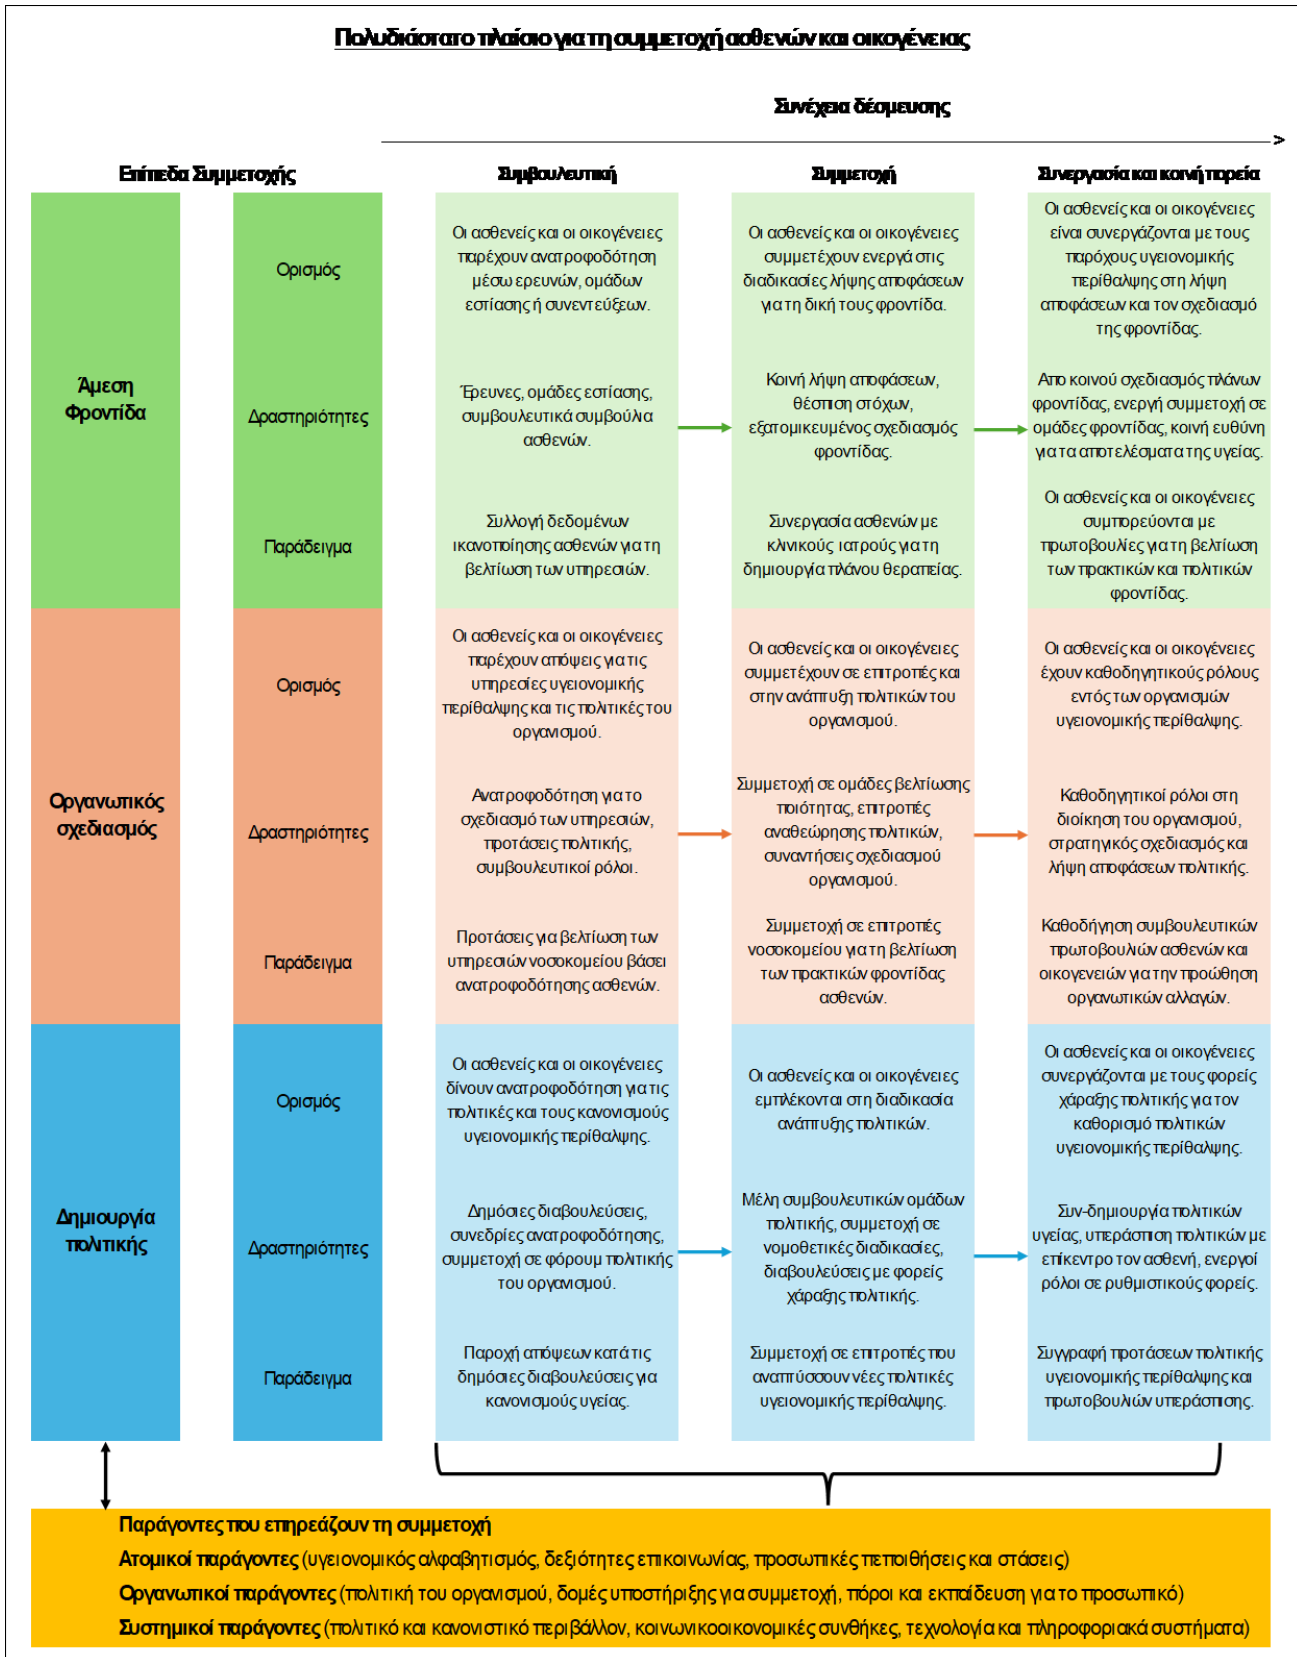 Πολυδιάστατο πλαίσιο για τη συμμετοχή ασθενών και οικογένειας
Συνέχεια δέσμευσης
Επίπεδα Συμμετοχής
Συμβουλευτική
Συμμετοχή
Συνεργασία και κοινή πορεία
Άμεση
Φροντίδα
Ορισμός
Οι ασθενείς και οι οικογένειες
παρέχουν ανατροφοδότηση
μέσω ερευνών, ομάδων
εστίασης ή συνεντεύξεων.
Οι ασθενείς και οι οικογένειες
συμμετέχουν ενεργά στις
διαδικασίες λήψης αποφάσεων
για τη δική τους φροντίδα.
Οι ασθενείς και οι οικογένειες
είναι συνεργάζονται με τους
παρόχους υγειονομικής
περίθαλψης στη λήψη
αποφάσεων και τον σχεδιασμό
της φροντίδας.
Δραστηριότητες
Έρευνες, ομάδες εστίασης,
συμβουλευτικά συμβούλια
ασθενών.
Κοινή λήψη αποφάσεων,
θέσπιση στόχων,
εξατομικευμένος σχεδιασμός
φροντίδας.
Απο κοινού σχεδιασμός πλάνων
φροντίδας, ενεργή συμμετοχή σε
ομάδες φροντίδας, κοινή ευθύνη
για τα αποτελέσματα της υγείας.
Παράδειγμα
Συλλογή δεδομένων
ικανοποίησης ασθενών για τη
βελτίωση των υπηρεσιών.
Συνεργασία ασθενών με
κλινικούς ιατρούς για τη
δημιουργία πλάνου θεραπείας.
Οι ασθενείς και οι οικογένειες
συμπορεύονται με
πρωτοβουλίες για τη βελτίωση
των πρακτικών και πολιτικών
φροντίδας.
Οργανωτικός
σχεδιασμός
Ορισμός
Οι ασθενείς και οι οικογένειες
παρέχουν απόψεις για τις
υπηρεσίες υγειονομικής
περίθαλψης και τις πολιτικές του
οργανισμού.
Οι ασθενείς και οι οικογένειες
συμμετέχουν σε επιτροπές και
στην ανάπτυξη πολιτικών του
οργανισμού.
Οι ασθενείς και οι οικογένειες
έχουν καθοδηγητικούς ρόλους
εντός των οργανισμών
υγειονομικής περίθαλψης.
Δραστηριότητες
Ανατροφοδότηση για το
σχεδιασμό των υπηρεσιών,
προτάσεις πολιτικής,
συμβουλευτικοί ρόλοι.
Συμμετοχή σε ομάδες βελτίωσης
ποιότητας, επιτροπές
αναθεώρησης πολιτικών,
συναντήσεις σχεδιασμού
οργανισμού.
Καθοδηγητικοί ρόλοι στη
διοίκηση του οργανισμού,
στρατηγικός σχεδιασμός και
λήψη αποφάσεων πολιτικής.
Παράδειγμα
Προτάσεις για βελτίωση των
υπηρεσιών νοσοκομείου βάσει
ανατροφοδότησης ασθενών.
Συμμετοχή σε επιτροπές
νοσοκομείου για τη βελτίωση
των πρακτικών φροντίδας
ασθενών.
Καθοδήγηση συμβουλευτικών
πρωτοβουλιών ασθενών και
οικογενειών για την προώθηση
οργανωτικών αλλαγών.
Δημιουργία
πολιτικής
Ορισμός
Οι ασθενείς και οι οικογένειες
δίνουν ανατροφοδότηση για τις
πολιτικές και τους κανονισμούς
υγειονομικής περίθαλψης.
Οι ασθενείς και οι οικογένειες
εμπλέκονται στη διαδικασία
ανάπτυξης πολιτικών.
Οι ασθενείς και οι οικογένειες
συνεργάζονται με τους φορείς
χάραξης πολιτικής για τον
καθορισμό πολιτικών
υγειονομικής περίθαλψης.
Δραστηριότητες
Δημόσιες διαβουλεύσεις,
συνεδρίες ανατροφοδότησης,
συμμετοχή σε φόρουμ πολιτικής
του οργανισμού.
Μέλη συμβουλευτικών ομάδων
πολιτικής, συμμετοχή σε
νομοθετικές διαδικασίες,
διαβουλεύσεις με φορείς
χάραξης πολιτικής.
Συν-δημιουργία πολιτικών
υγείας, υπεράσπιση πολιτικών με
επίκεντρο τον ασθενή, ενεργοί
ρόλοι σε ρυθμιστικούς φορείς.
Παράδειγμα
Παροχή απόψεων κατά τις
δημόσιες διαβουλεύσεις για
κανονισμούς υγείας.
Συμμετοχή σε επιτροπές που
αναπτύσσουν νέες πολιτικές
υγειονομικής περίθαλψης.
Συγγραφή προτάσεων πολιτικής
υγειονομικής περίθαλψης και
πρωτοβουλιών υπεράσπισης.
Παράγοντες που επηρεάζουν τη συμμετοχή
Ατομικοί παράγοντες (υγειονομικός αλφαβητισμός, δεξιότητες επικοινωνίας, προσωπικές πεποιθήσεις και στάσεις)
Οργανωτικοί παράγοντες (πολιτική του οργανισμού, δομές υποστήριξης για συμμετοχή, πόροι και εκπαίδευση για το προσωπικό)
Συστημικοί παράγοντες (πολιτικό και κανονιστικό περιβάλλον, κοινωνικοοικονομικές συνθήκες, τεχνολογία και πληροφοριακά συστήματα)